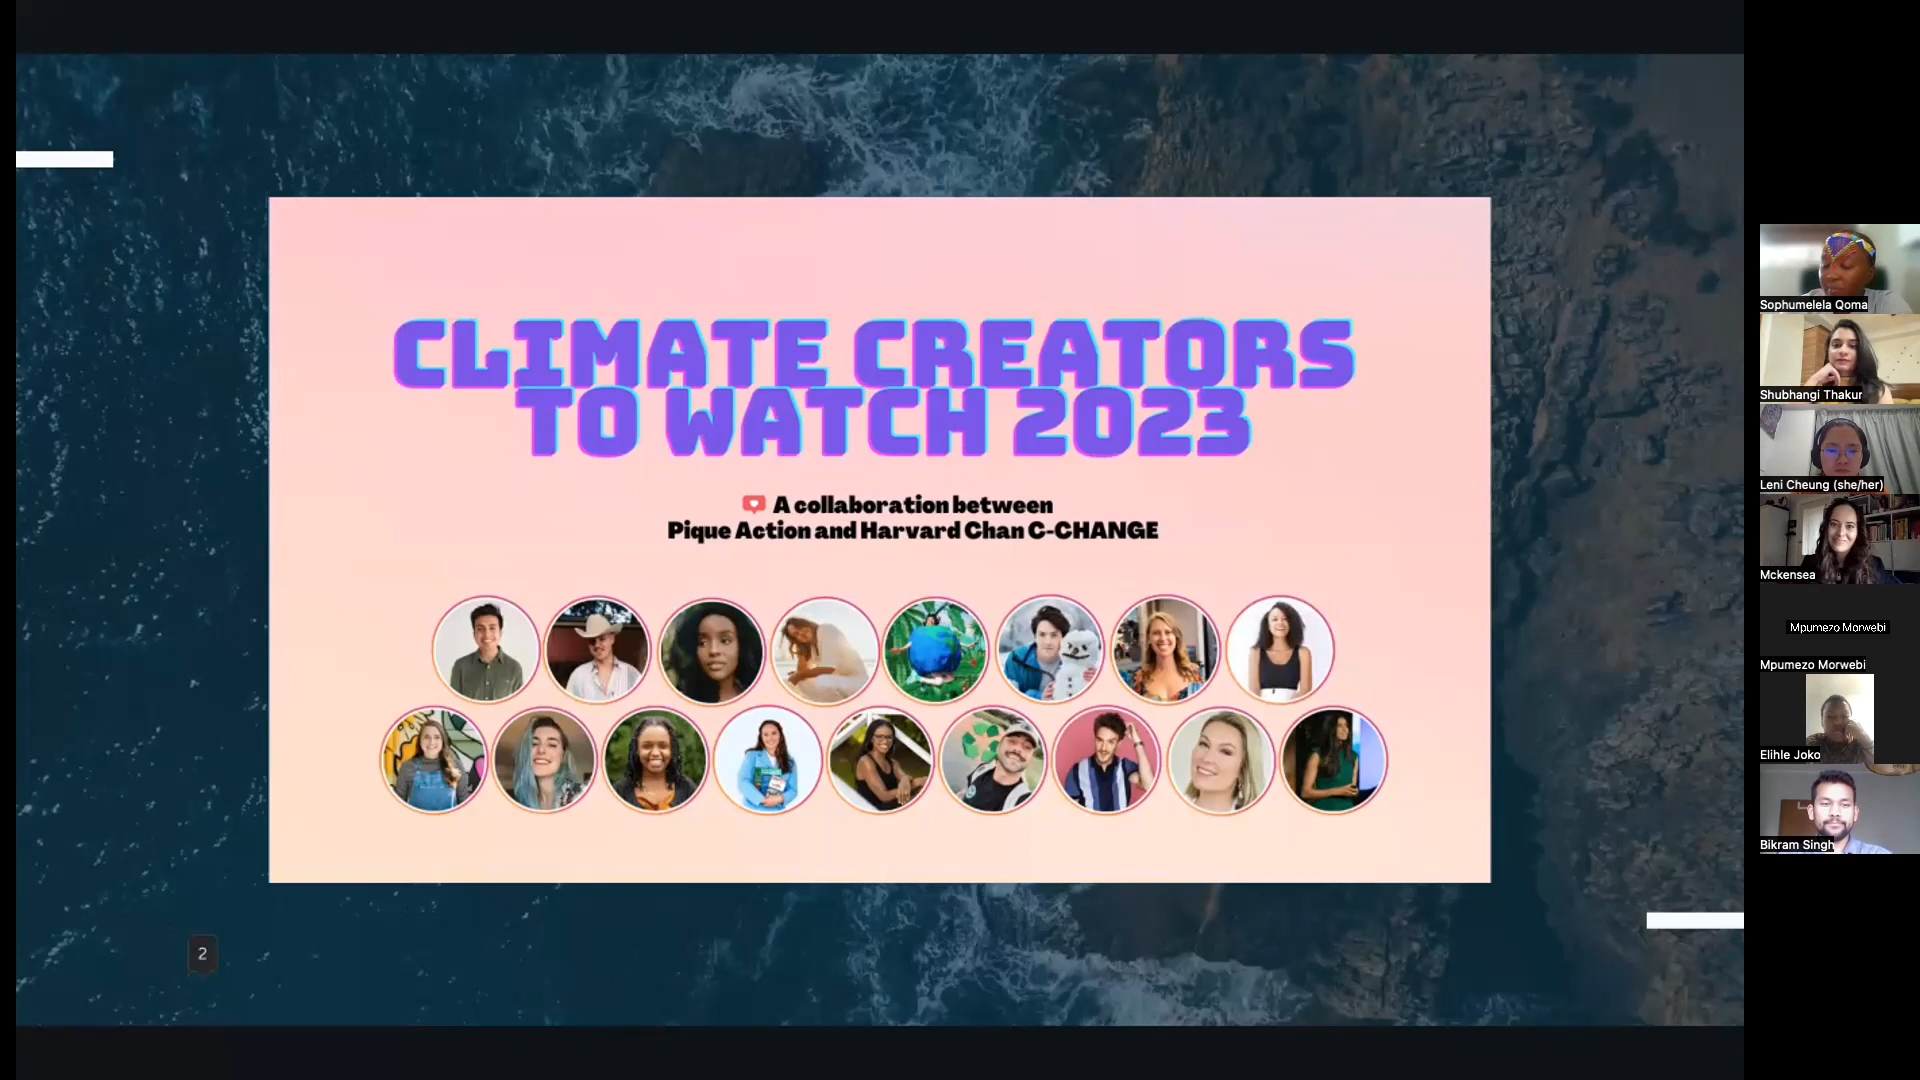 CLIMATE CREATORS
TO WATCH 2023
A collaboration between
Pique Action and Harvard Chan C-CHANGE
2
Sophumelela Qoma
Shubhangi Thakur
Leni Cheung (she/her)
Mckensea
Mpumezo Morwebi
Mpumezo Morwebi
Elihle Joko
Bikram Singh